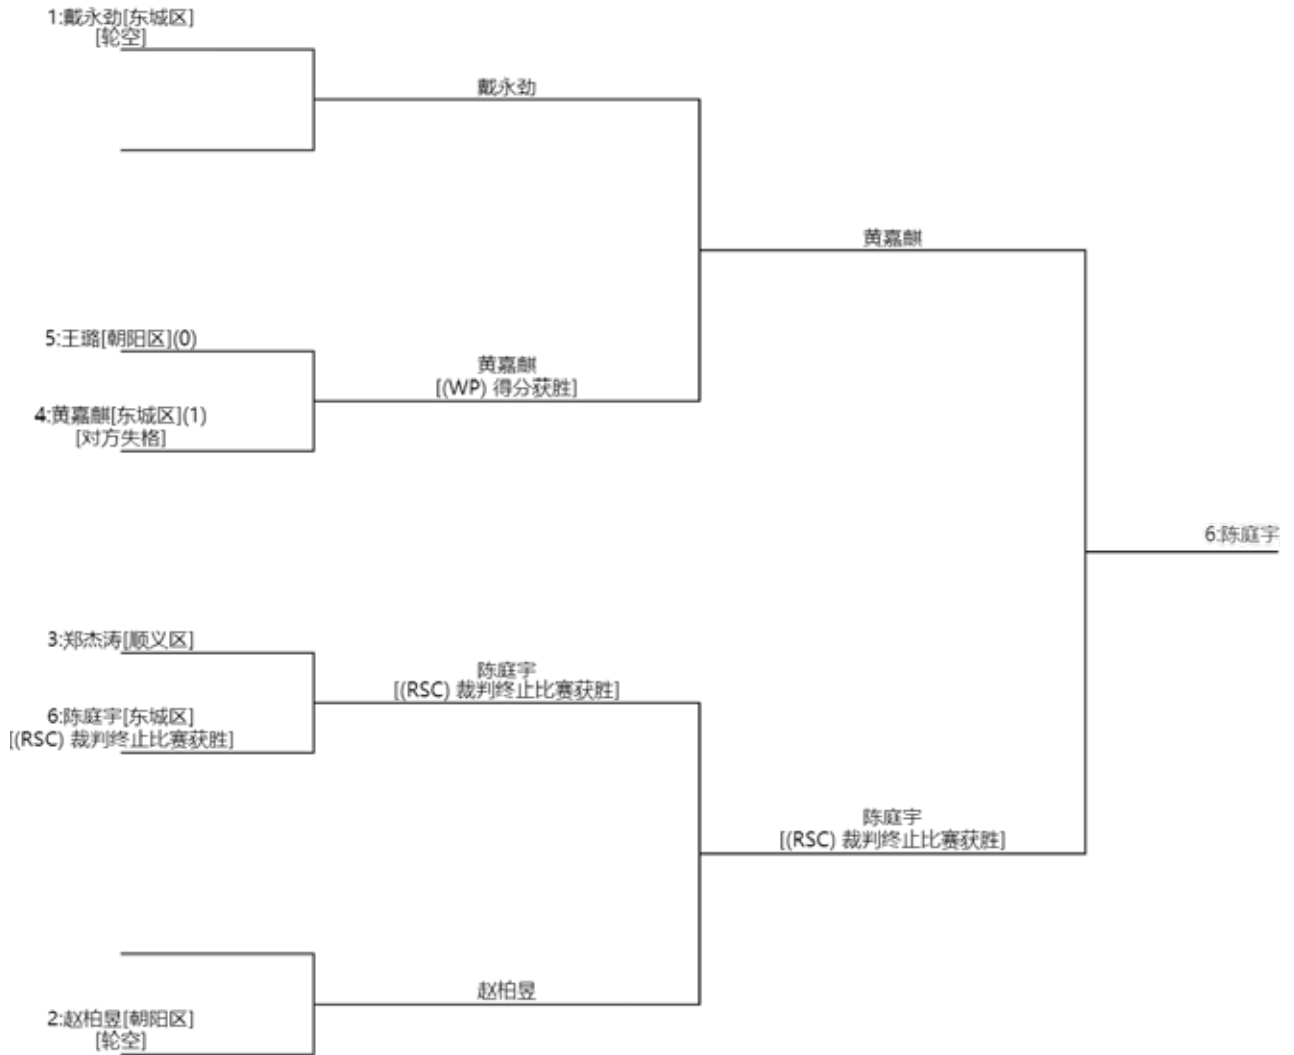 1:戴永劲[东城区]
[轮空]
戴永劲
黄嘉麒
5:王璐[朝阳区](0)
黄嘉麒
[(WP) 得分获胜]
4:黄嘉麒[东城区](1)
[对方失格]
6:陈庭宇
3:郑杰涛[顺义区]
陈庭宇
[(RSC) 裁判终止比赛获胜]
6:陈庭宇[东城区]
[(RSC) 裁判终止比赛获胜]
陈庭宇
[(RSC) 裁判终止比赛获胜]
赵柏昱
2:赵柏昱[朝阳区]
[轮空]